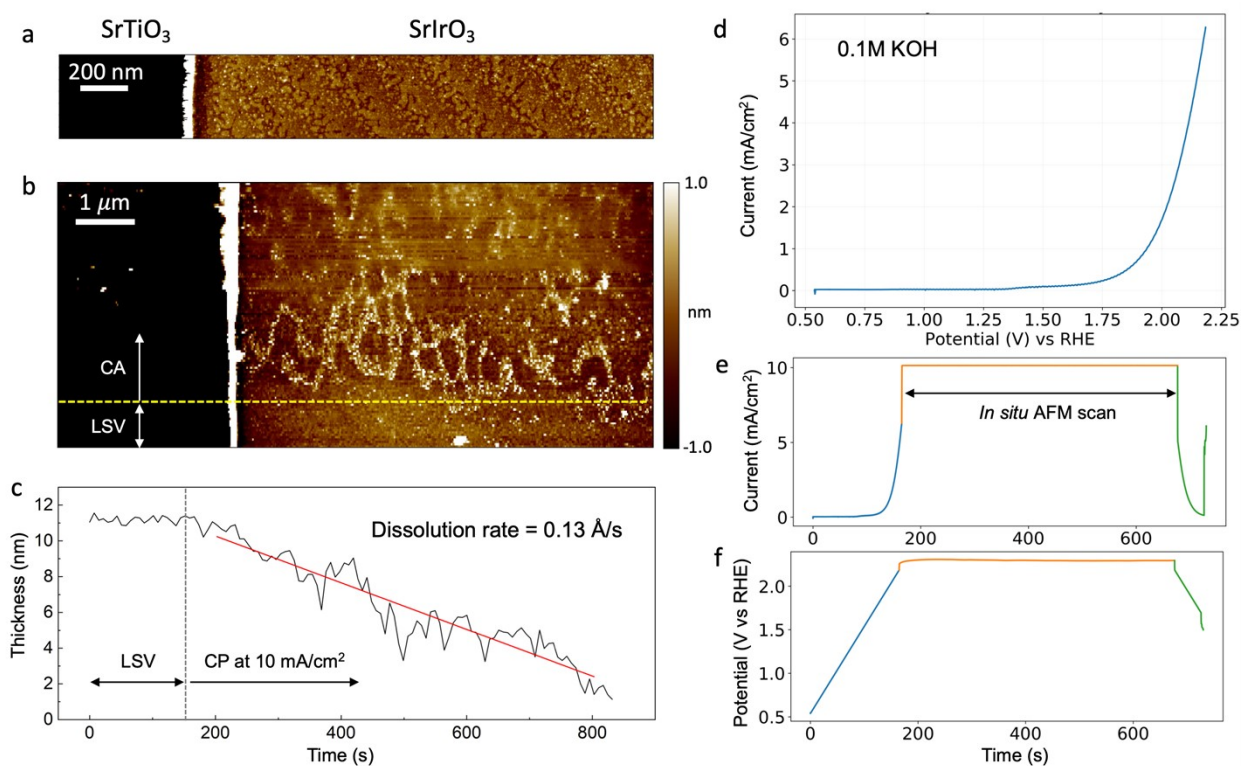 SrTiO₃ SrIrO₃
a
200 nm
b
1 μm
CA
LSV
1.0
nm
-1.0
c
Dissolution rate = 0.13 Å/s
LSV
CP at 10 mA/cm²
Thickness (nm)
12
10
8
6
4
2
0
0 200 400 600 800
Time (s)
d
0.1M KOH
Current (mA/cm²)
6
5
4
3
2
1
0
0.50 0.75 1.00 1.25 1.50 1.75 2.00 2.25
Potential (V) vs RHE
e
In situ AFM scan
Current (mA/cm²)
10
5
0
0 200 400 600
f
Potential (V vs RHE)
2.0
1.5
1.0
0.5
0 200 400 600
Time (s)